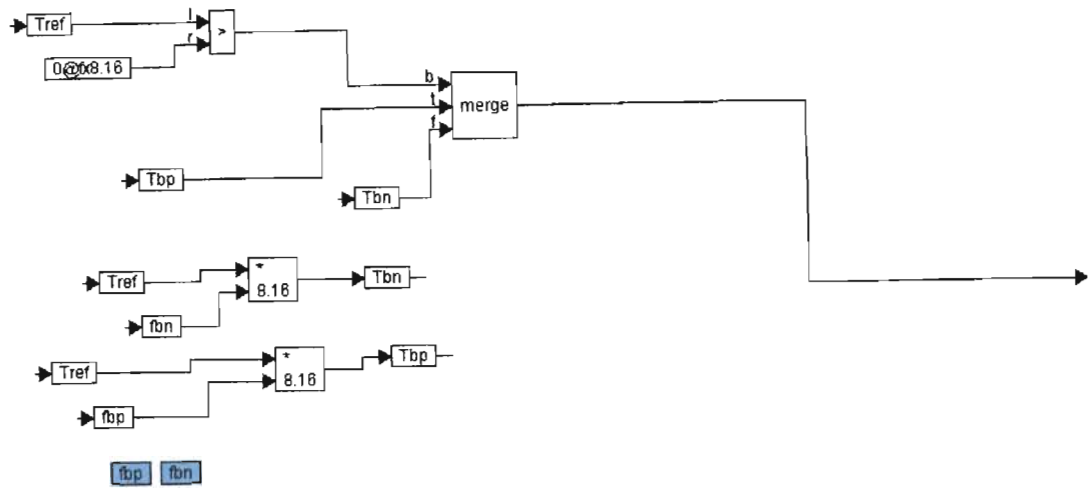 Tref
l
r
>
0@fx8.16
b
t
f
merge
Tbp
Tbn
Tref
*
8.16
Tbn
fbn
Tref
*
8.16
Tbp
fbp
fbp fbn